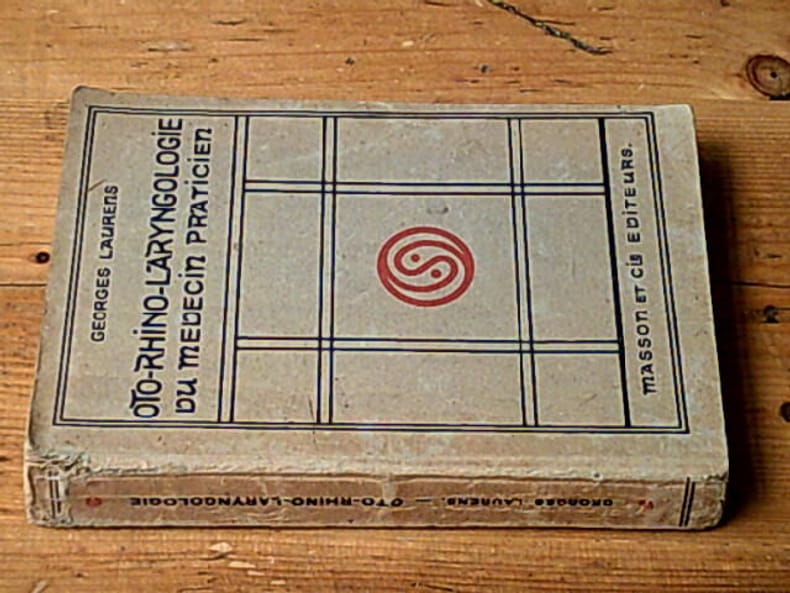 GEORGES LAURENS
OTO-RHINO-LARYNGOLOGIE
DU MEDECIN PRATICIEN
MASSON ET CIE EDITEURS.
GEORGES LAURENS. — OTO-RHINO-LARYNGOLOGIE